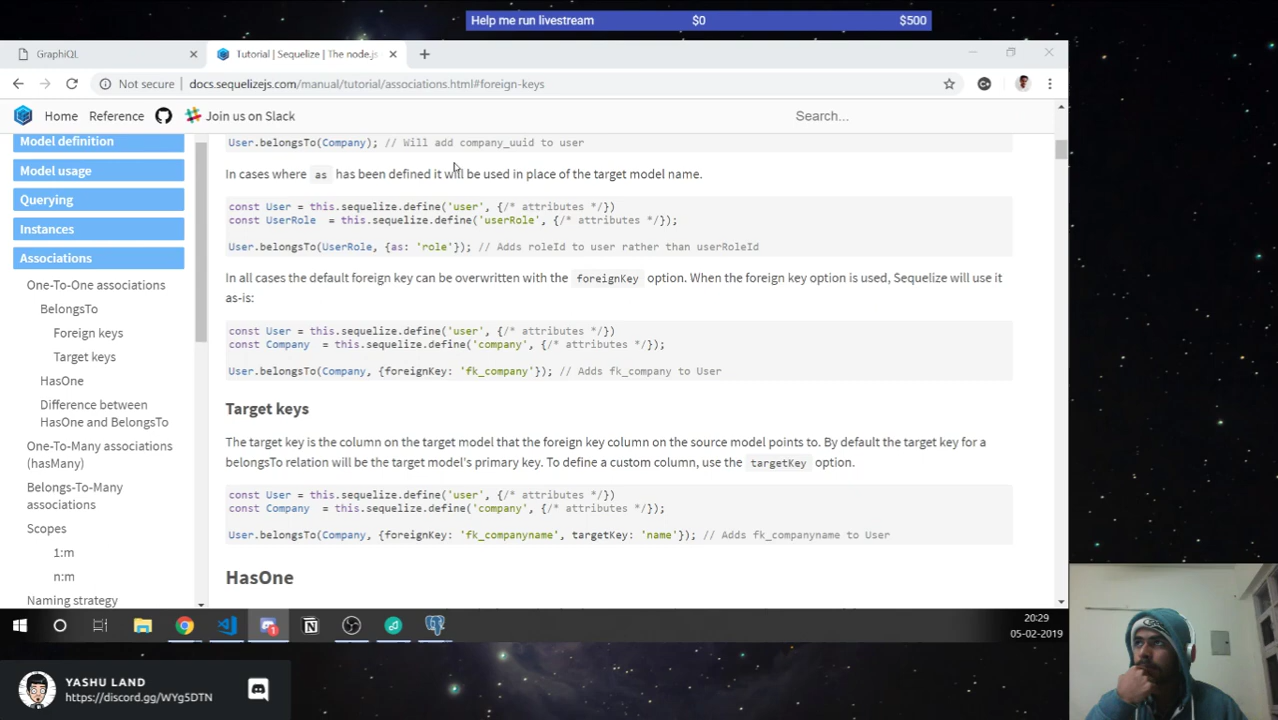 Help me run livestream $0 $500
GraphiQL
Tutorial | Sequelize | The node.js
Not secure docs.sequelizejs.com/manual/tutorial/associations.html#foreign-keys
Home Reference Join us on Slack Search...
Model definition
Model usage
Querying
Instances
Associations
One-To-One associations
BelongsTo
Foreign keys
Target keys
HasOne
Difference between
HasOne and BelongsTo
One-To-Many associations
(hasMany)
Belongs-To-Many
associations
Scopes
1:m
n:m
Naming strategy
User.belongsTo(Company); // Will add company_uuid to user
In cases where as has been defined it will be used in place of the target model name.
const User = this.sequelize.define('user', {/* attributes */})
const UserRole = this.sequelize.define('userRole', {/* attributes */});
User.belongsTo(UserRole, {as: 'role'}); // Adds roleId to user rather than userRoleId
In all cases the default foreign key can be overwritten with the foreignKey option. When the foreign key option is used, Sequelize will use it
as-is:
const User = this.sequelize.define('user', {/* attributes */})
const Company = this.sequelize.define('company', {/* attributes */});
User.belongsTo(Company, {foreignKey: 'fk_company'}); // Adds fk_company to User
Target keys
The target key is the column on the target model that the foreign key column on the source model points to. By default the target key for a
belongsTo relation will be the target model's primary key. To define a custom column, use the targetKey option.
const User = this.sequelize.define('user', {/* attributes */})
const Company = this.sequelize.define('company', {/* attributes */});
User.belongsTo(Company, {foreignKey: 'fk_companyname', targetKey: 'name'}); // Adds fk_companyname to User
HasOne
20:29
05-02-2019
YASHU LAND
https://discord.gg/WYg5DTN